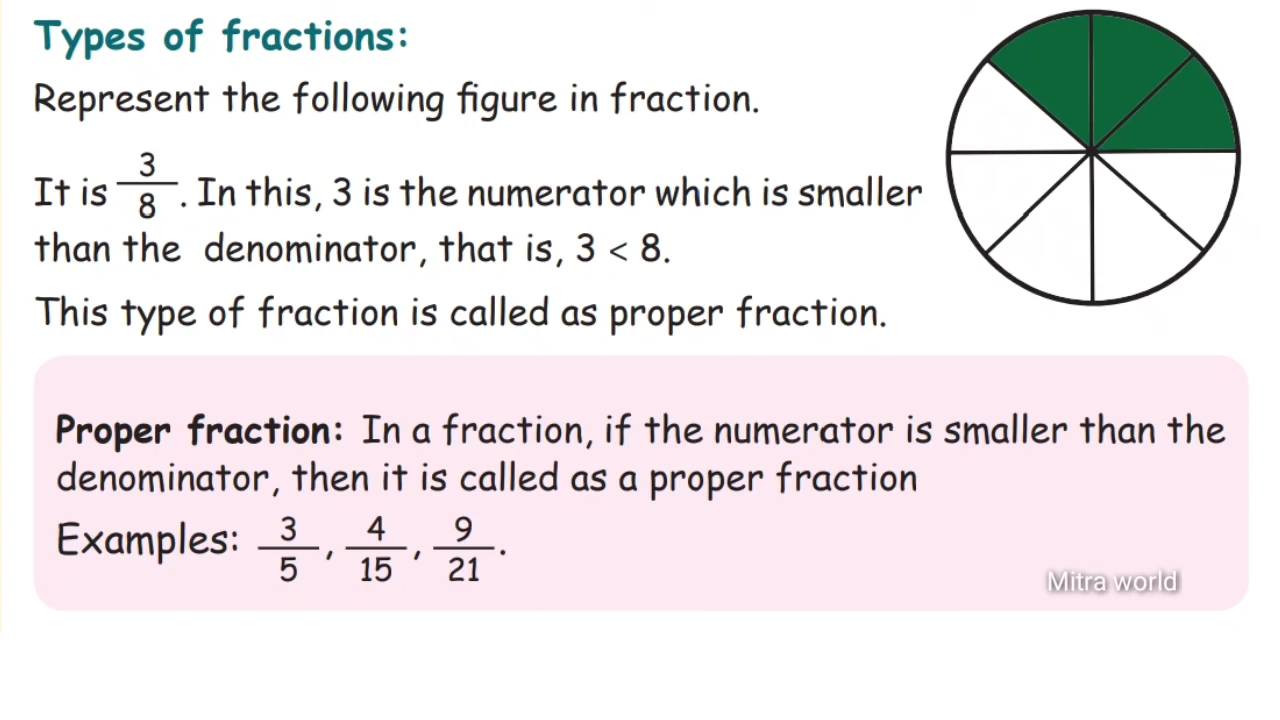 Types of fractions:
Represent the following figure in fraction.
It is 3/8. In this, 3 is the numerator which is smaller
than the denominator, that is, 3 < 8.
This type of fraction is called as proper fraction.
Proper fraction: In a fraction, if the numerator is smaller than the
denominator, then it is called as a proper fraction
Examples: 3/5, 4/15, 9/21.
Mitra world